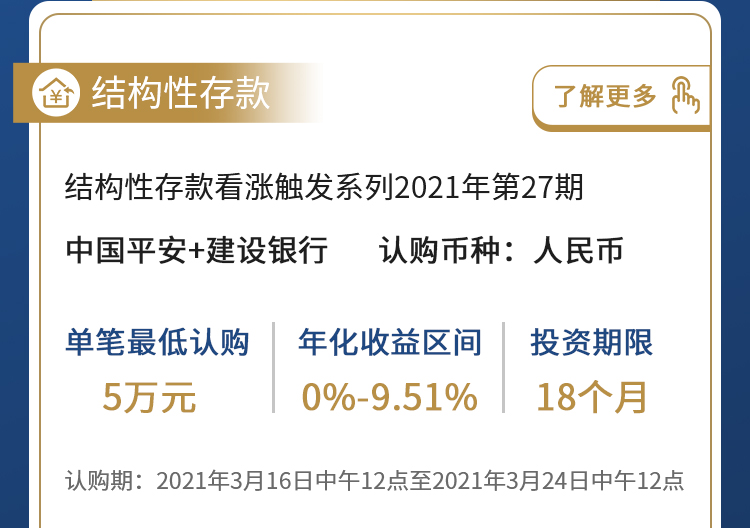 结构性存款
了解更多
结构性存款看涨触发系列2021年第27期
中国平安+建设银行 认购币种：人民币
单笔最低认购 年化收益区间 投资期限
5万元 0%-9.51% 18个月
认购期：2021年3月16日中午12点至2021年3月24日中午12点